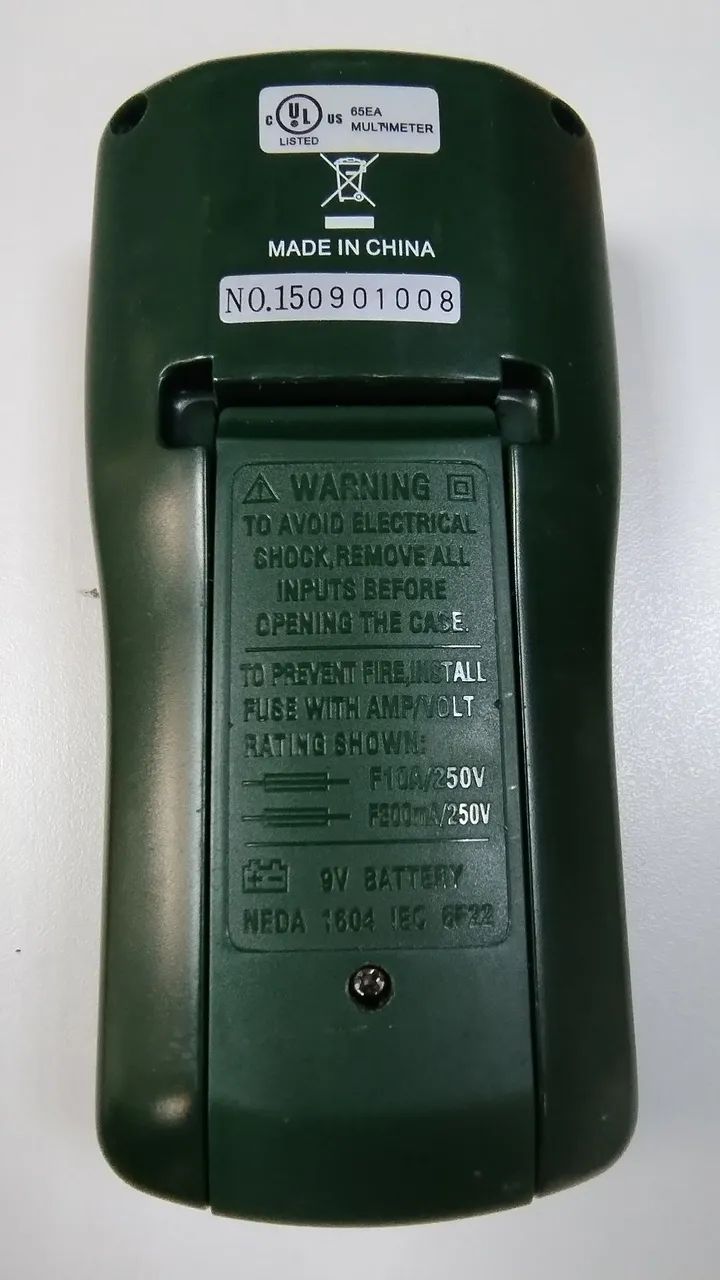 C UL US 65EA
LISTED MULTIMETER
MADE IN CHINA
NO.150901008
WARNING
TO AVOID ELECTRICAL
SHOCK,REMOVE ALL
INPUTS BEFORE
OPENING THE CASE.
TO PREVENT FIRE,INSTALL
FUSE WITH AMP/VOLT
RATING SHOWN:
F10A/250V
F200mA/250V
9V BATTERY
NEDA 1604 IEC 6F22